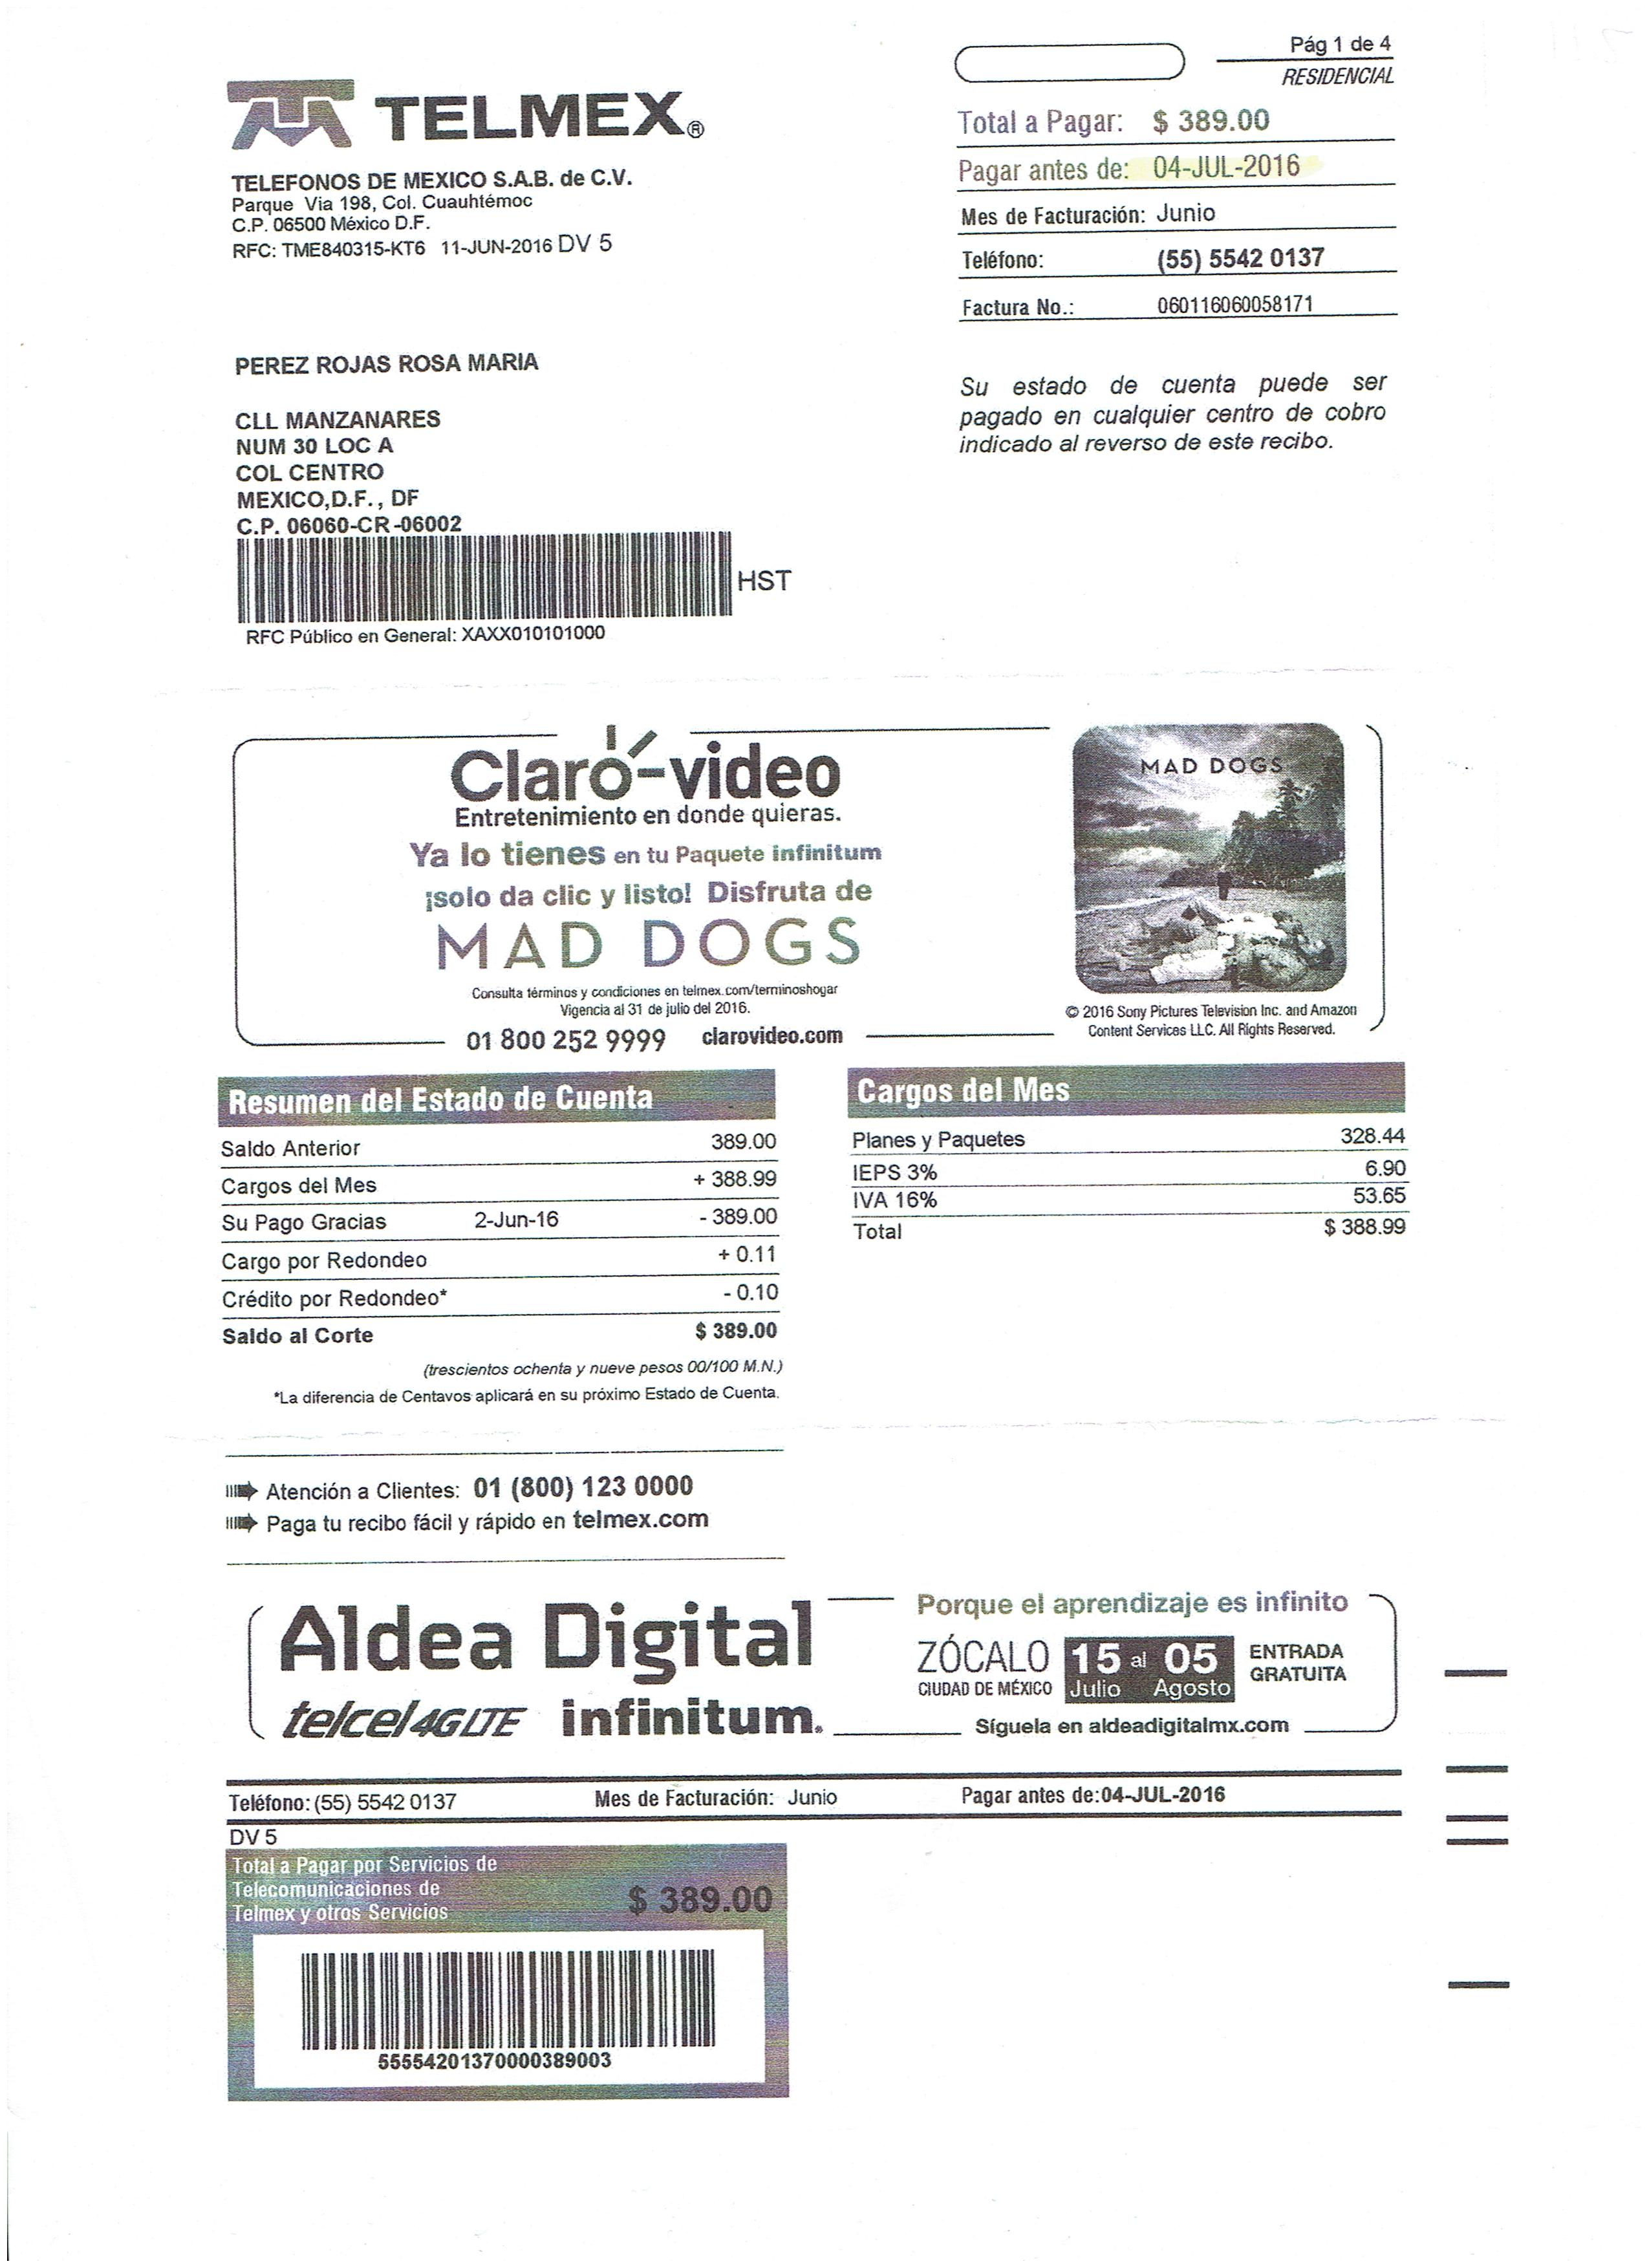 Pág 1 de 4
RESIDENCIAL
TELMEX®
TELEFONOS DE MEXICO S.A.B. de C.V.
Parque Via 198, Col. Cuauhtémoc
C.P. 06500 México D.F.
RFC: TME840315-KT6 11-JUN-2016 DV 5
Total a Pagar: $ 389.00
Pagar antes de: 04-JUL-2016
Mes de Facturación: Junio
Teléfono: (55) 5542 0137
Factura No.: 060116060058171
PEREZ ROJAS ROSA MARIA
CLL MANZANARES
NUM 30 LOC A
COL CENTRO
MEXICO,D.F., DF
C.P. 06060-CR-06002
HST
RFC Público en General: XAXX010101000
Su estado de cuenta puede ser
pagado en cualquier centro de cobro
indicado al reverso de este recibo.
Claro-video
Entretenimiento en donde quieras.
Ya lo tienes en tu Paquete infinitum
¡solo da clic y listo! Disfruta de
MAD DOGS
Consulta términos y condiciones en telmex.com/terminoshogar
Vigencia al 31 de julio del 2016.
01 800 252 9999 clarovideo.com
MAD DOGS
© 2016 Sony Pictures Television Inc. and Amazon
Content Services LLC. All Rights Reserved.
Resumen del Estado de Cuenta
Saldo Anterior 389.00
Cargos del Mes + 388.99
Su Pago Gracias 2-Jun-16 - 389.00
Cargo por Redondeo + 0.11
Crédito por Redondeo* - 0.10
Saldo al Corte $ 389.00
(trescientos ochenta y nueve pesos 00/100 M.N.)
*La diferencia de Centavos aplicará en su próximo Estado de Cuenta.
Cargos del Mes
Planes y Paquetes 328.44
IEPS 3% 6.90
IVA 16% 53.65
Total $ 388.99
Atención a Clientes: 01 (800) 123 0000
Paga tu recibo fácil y rápido en telmex.com
Aldea Digital
telcel 4GLTE infinitum.
Porque el aprendizaje es infinito
ZÓCALO
CIUDAD DE MÉXICO
15 al 05
Julio Agosto
ENTRADA
GRATUITA
Síguela en aldeadigitalmx.com
Teléfono: (55) 5542 0137 Mes de Facturación: Junio Pagar antes de:04-JUL-2016
DV 5
Total a Pagar por Servicios de
Telecomunicaciones de
Telmex y otros Servicios
$ 389.00
55554201370000389003